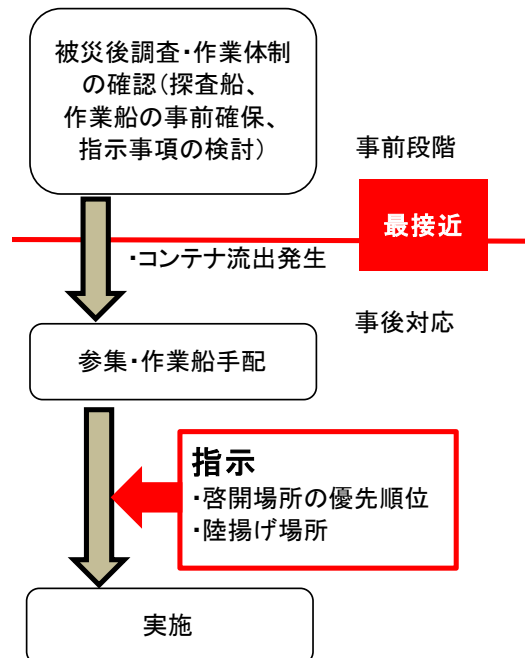 被災後調査・作業体制
の確認(探査船、
作業船の事前確保、
指示事項の検討)
事前段階
最接近
・コンテナ流出発生
事後対応
参集・作業船手配
指示
・啓開場所の優先順位
・陸揚げ場所
実施